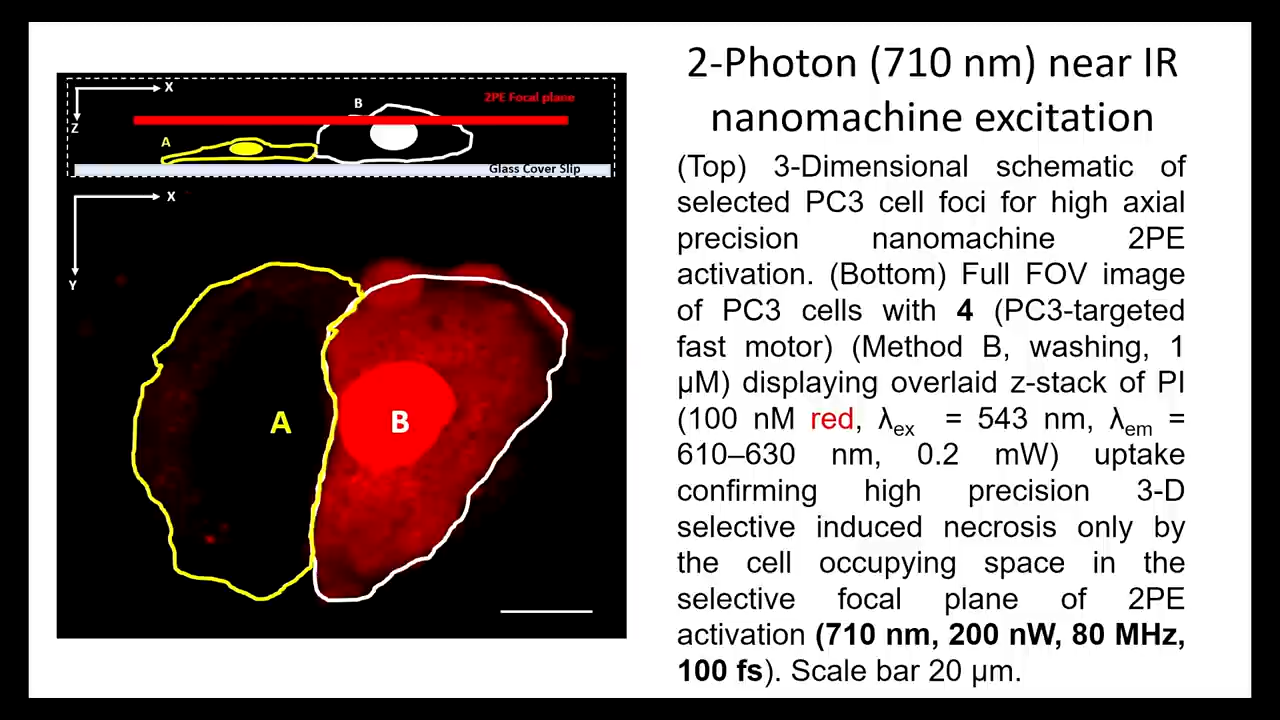 2-Photon (710 nm) near IR
nanomachine excitation
(Top) 3-Dimensional schematic of
selected PC3 cell foci for high axial
precision nanomachine 2PE
activation. (Bottom) Full FOV image
of PC3 cells with 4 (PC3-targeted
fast motor) (Method B, washing, 1
µM) displaying overlaid z-stack of PI
(100 nM red, λex = 543 nm, λem =
610–630 nm, 0.2 mW) uptake
confirming high precision 3-D
selective induced necrosis only by
the cell occupying space in the
selective focal plane of 2PE
activation (710 nm, 200 nW, 80 MHz,
100 fs). Scale bar 20 µm.
X
Z
2PE Focal plane
B
A
Glass Cover Slip
X
Y
A
B